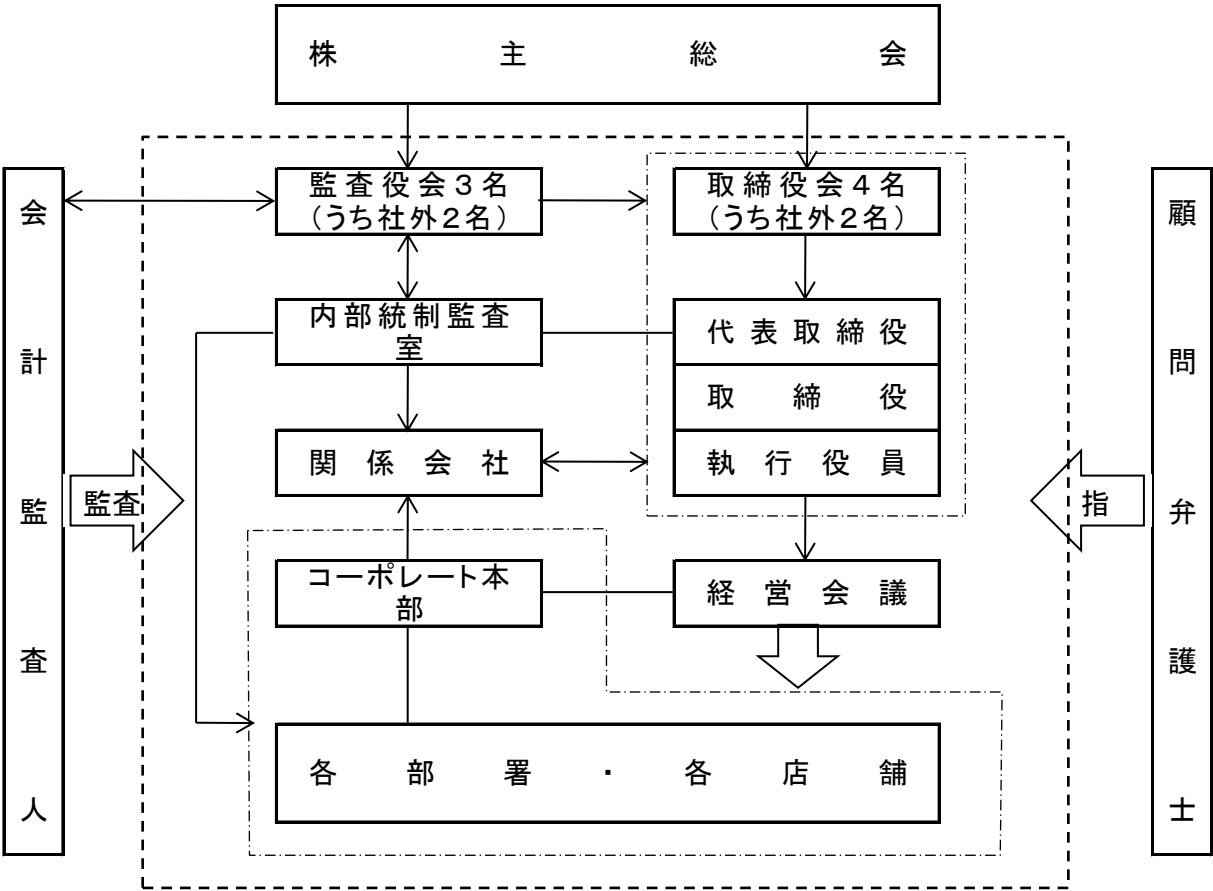 株主総会
監査役会3名
(うち社外2名)
取締役会4名
(うち社外2名)
会計監査人
顧問弁護士
内部統制監査
室
代表取締役
取締役
関係会社
執行役員
監査
指
コーポレート本
部
経営会議
各部署・各店舗